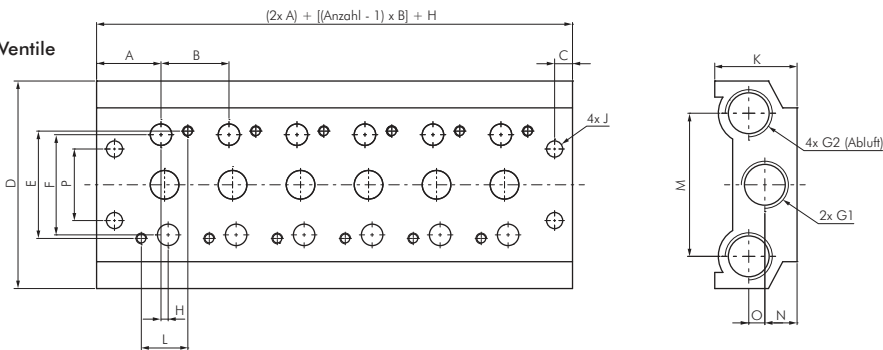 (2x A) + [(Anzahl - 1) x B] + H
Ventile
A
B
C
K
4x J
4x G2 (Abluft)
D
E
F
P
M
2x G1
H
L
O
N